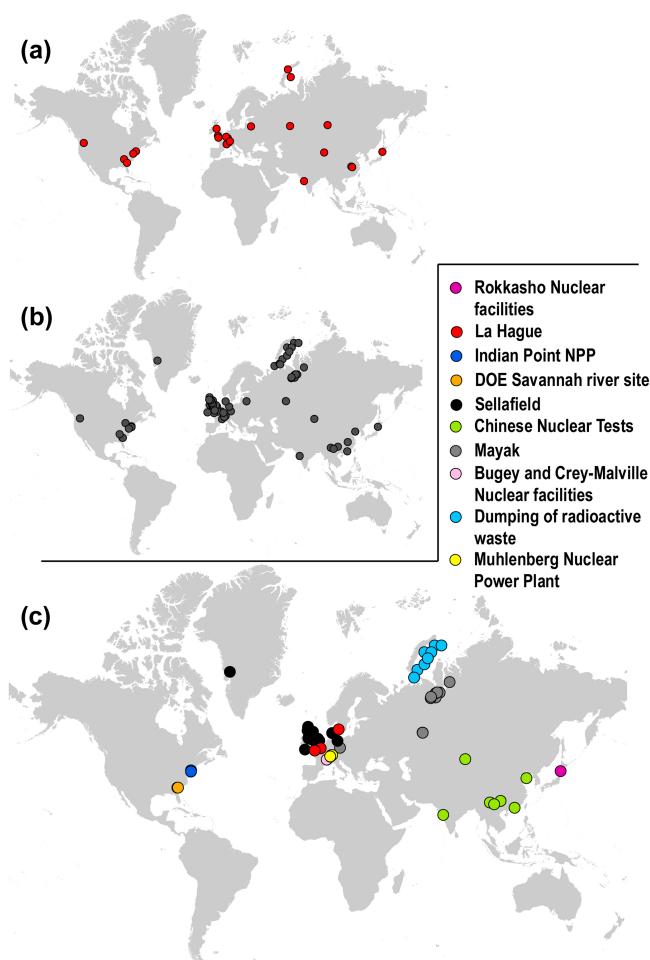 (a)
(b)
Rokkasho Nuclear
facilities
La Hague
Indian Point NPP
DOE Savannah river site
Sellafield
Chinese Nuclear Tests
Mayak
Bugey and Crey-Malville
Nuclear facilities
Dumping of radioactive
waste
Muhlenberg Nuclear
Power Plant
(c)